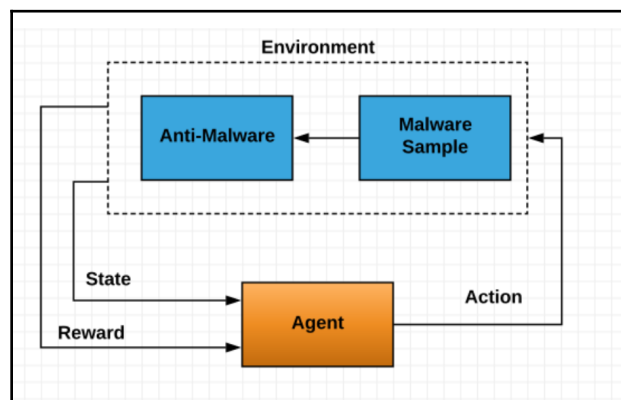 Environment
Anti-Malware
Malware
Sample
State
Action
Agent
Reward